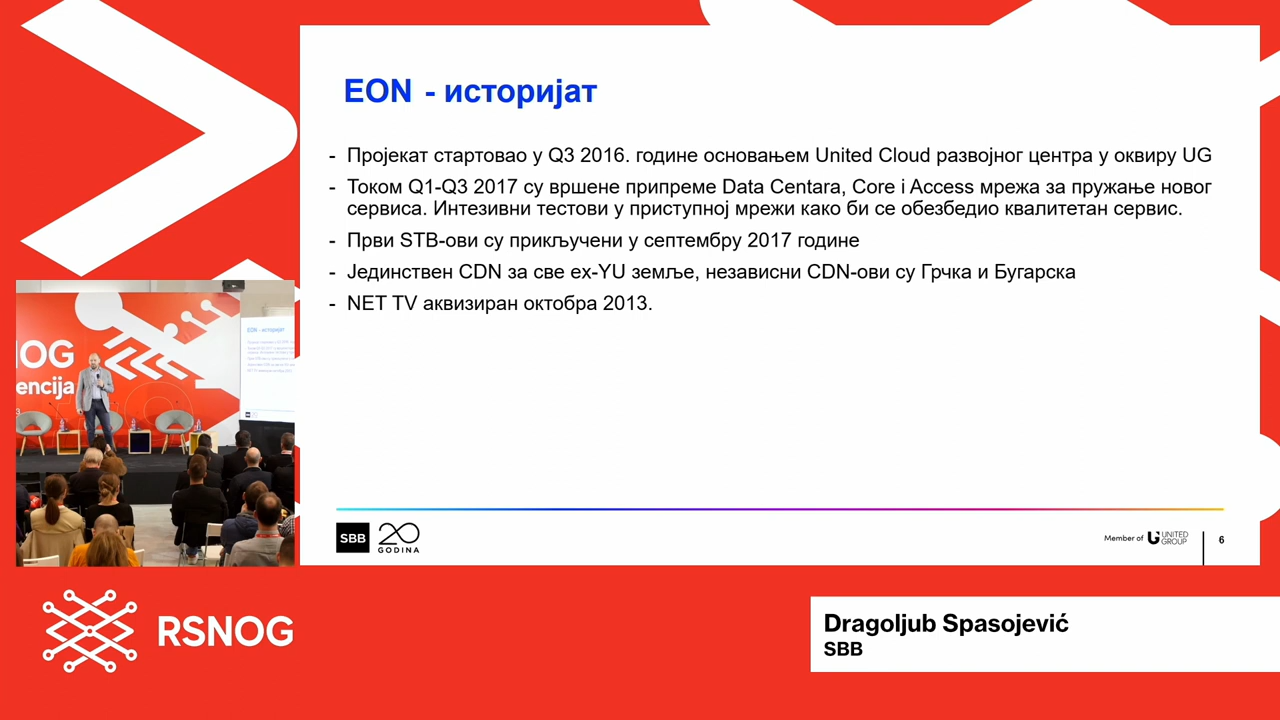 EON - историјат
- Пројекат стартовао у Q3 2016. године оснивањем United Cloud развојног центра у оквиру UG
- Током Q1-Q3 2017 су вршене припреме Data Centara, Core i Access мрежа за пружање новог
сервиса. Интезивни тестови у приступној мрежи како би се обезбедио квалитетан сервис.
- Први STB-ови су прикључени у септембру 2017 године
- Јединствен CDN за све ex-YU земље, независни CDN-ови су Грчка и Бугарска
- NET TV аквизиран октобра 2013.
NOG
encija
EON - историјат
SBB 20
GODINA
Member of UNITED
GROUP
6
RSNOG
Dragoljub Spasojević
SBB